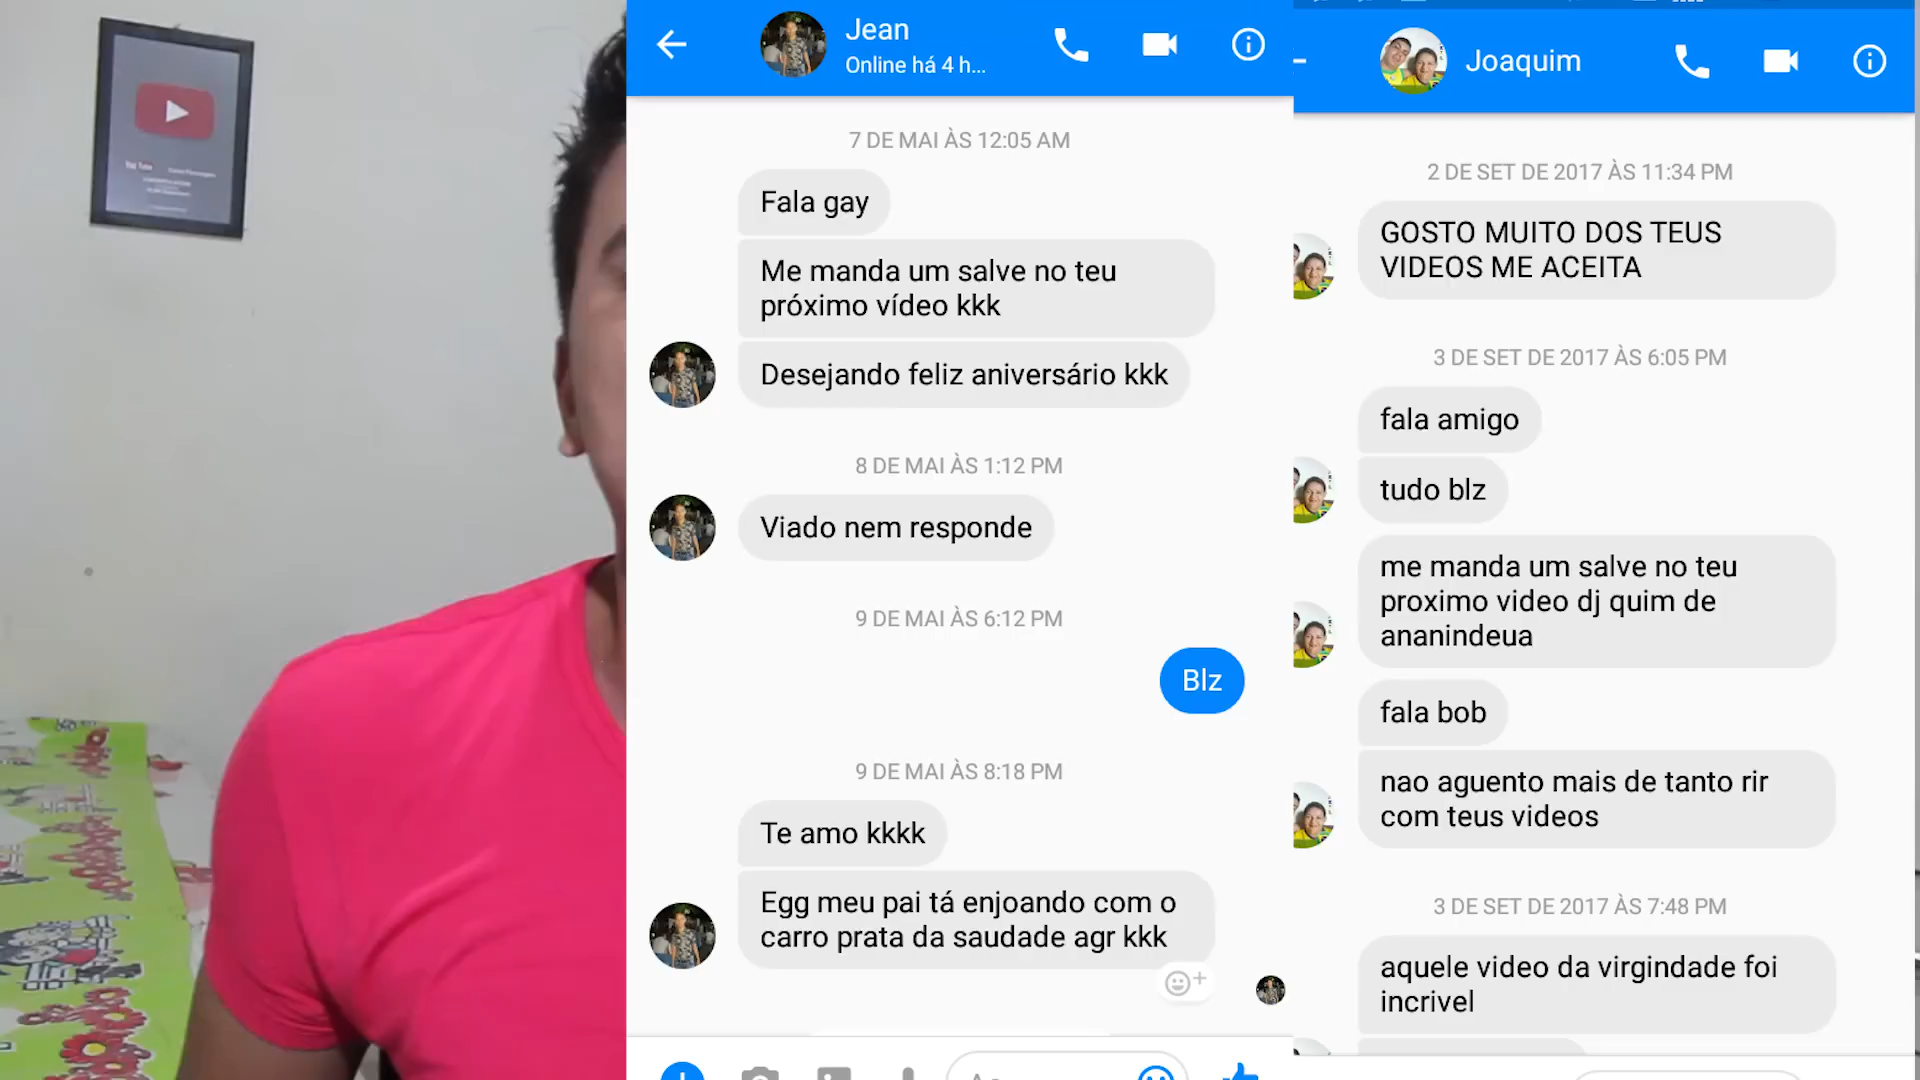 You Tube
Jean
Online há 4 h...
7 DE MAI ÀS 12:05 AM
Fala gay
Me manda um salve no teu
próximo vídeo kkk
Desejando feliz aniversário kkk
8 DE MAI ÀS 1:12 PM
Viado nem responde
9 DE MAI ÀS 6:12 PM
Blz
9 DE MAI ÀS 8:18 PM
Te amo kkkk
Egg meu pai tá enjoando com o
carro prata da saudade agr kkk
Joaquim
2 DE SET DE 2017 ÀS 11:34 PM
GOSTO MUITO DOS TEUS
VIDEOS ME ACEITA
3 DE SET DE 2017 ÀS 6:05 PM
fala amigo
tudo blz
me manda um salve no teu
proximo video dj quim de
ananindeua
fala bob
nao aguento mais de tanto rir
com teus videos
3 DE SET DE 2017 ÀS 7:48 PM
aquele video da virgindade foi
incrivel